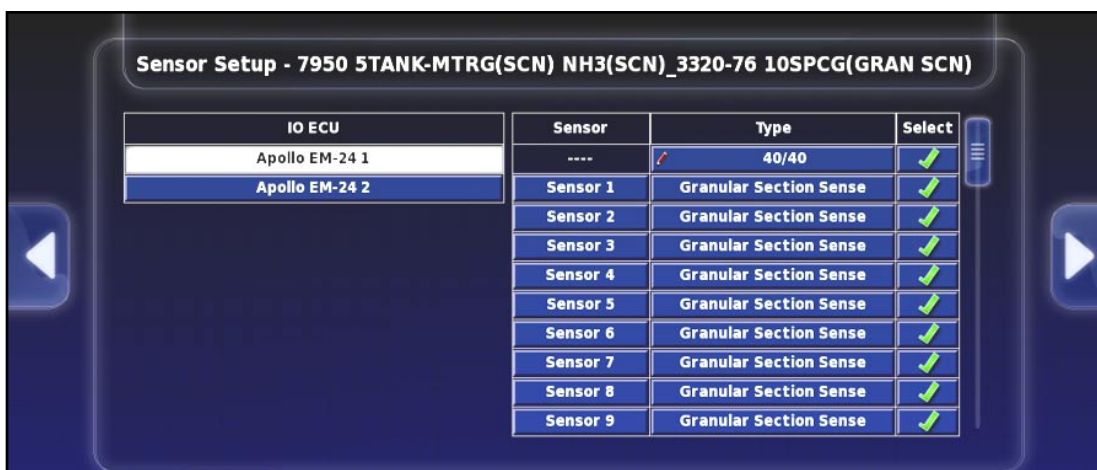 Sensor Setup - 7950 5TANK-MTRG(SCN) NH3(SCN)_3320-76 10SPCG(GRAN SCN)
IO ECU
Apollo EM-24 1
Apollo EM-24 2
Sensor Type Select
---- 40/40
Sensor 1 Granular Section Sense
Sensor 2 Granular Section Sense
Sensor 3 Granular Section Sense
Sensor 4 Granular Section Sense
Sensor 5 Granular Section Sense
Sensor 6 Granular Section Sense
Sensor 7 Granular Section Sense
Sensor 8 Granular Section Sense
Sensor 9 Granular Section Sense